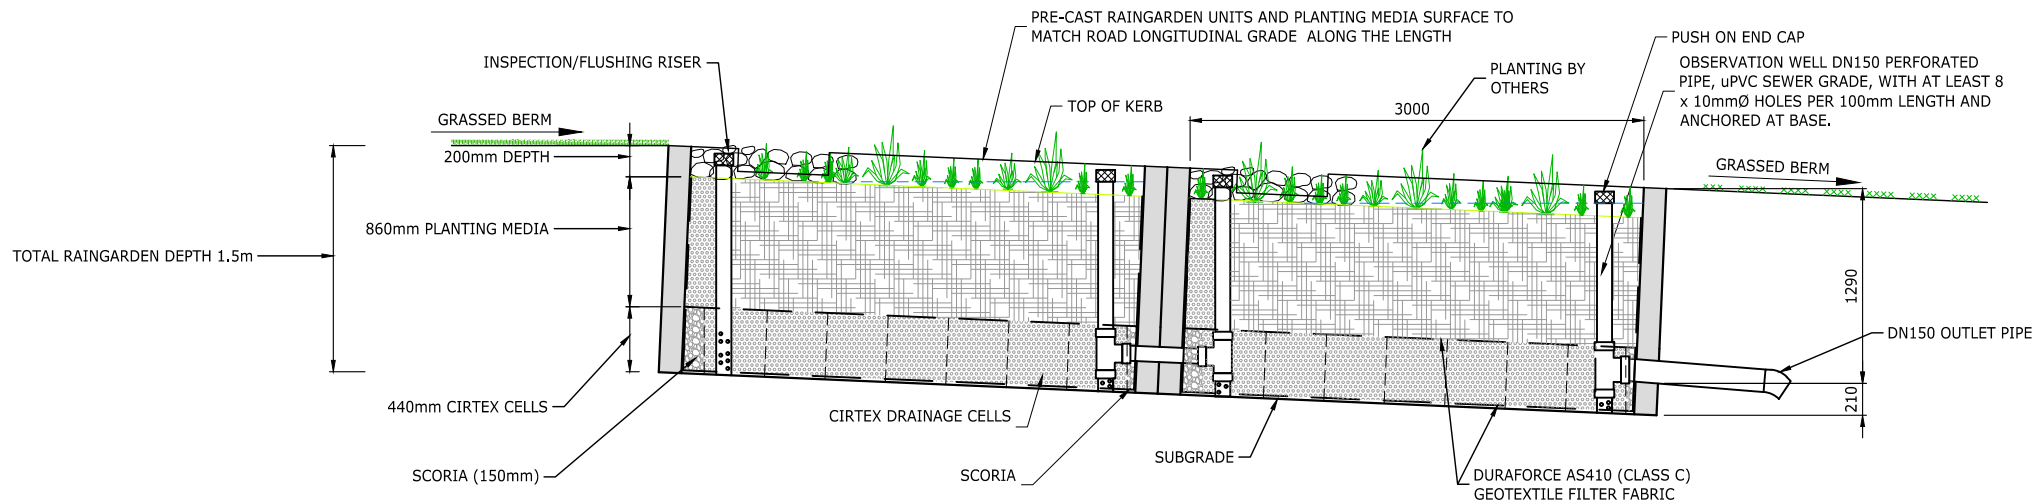 PRE-CAST RAINGARDEN UNITS AND PLANTING MEDIA SURFACE TO
MATCH ROAD LONGITUDINAL GRADE ALONG THE LENGTH
PUSH ON END CAP
INSPECTION/FLUSHING RISER
PLANTING BY
OTHERS
OBSERVATION WELL DN150 PERFORATED
PIPE, uPVC SEWER GRADE, WITH AT LEAST 8
x 10mmØ HOLES PER 100mm LENGTH AND
ANCHORED AT BASE.
TOP OF KERB
3000
GRASSED BERM
200mm DEPTH
GRASSED BERM
860mm PLANTING MEDIA
TOTAL RAINGARDEN DEPTH 1.5m
1290
DN150 OUTLET PIPE
210
440mm CIRTEX CELLS
CIRTEX DRAINAGE CELLS
SUBGRADE
SCORIA (150mm)
SCORIA
DURAFORCE AS410 (CLASS C)
GEOTEXTILE FILTER FABRIC